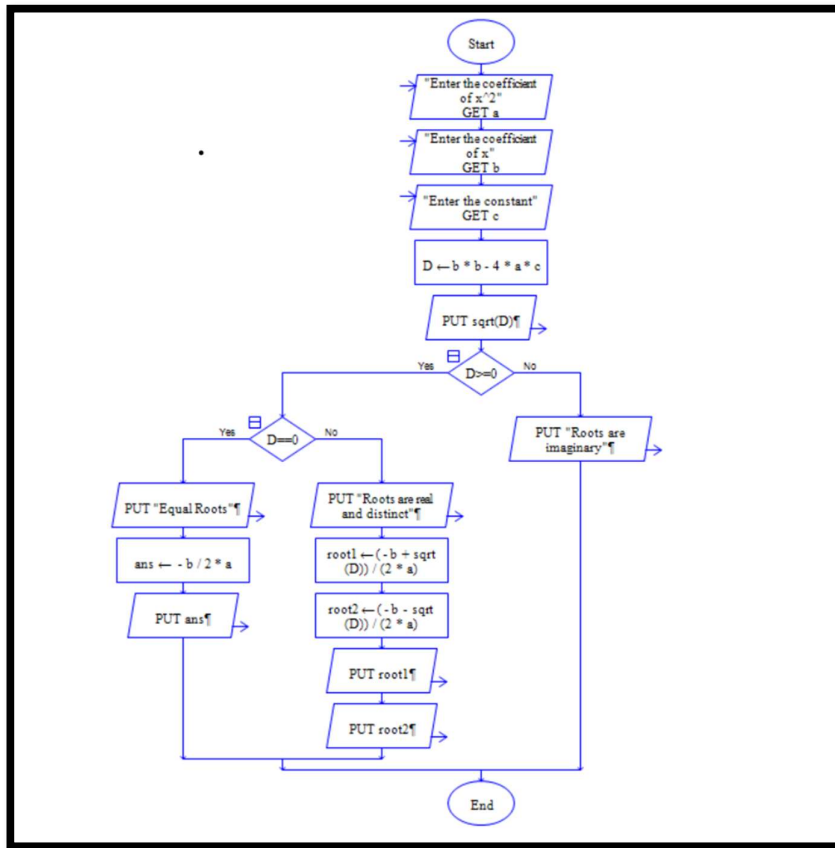 Start
"Enter the coefficient
of x^2"
GET a
"Enter the coefficient
of x"
GET b
"Enter the constant"
GET c
D ← b * b - 4 * a * c
PUT sqrt(D)¶
Yes
D>=0
No
Yes
D==0
No
PUT "Roots are
imaginary"¶
PUT "Equal Roots"¶
ans ← - b / 2 * a
PUT ans¶
PUT "Roots are real
and distinct"¶
root1 ← ( - b + sqrt
(D)) / (2 * a)
root2 ← ( - b - sqrt
(D)) / (2 * a)
PUT root1¶
PUT root2¶
End